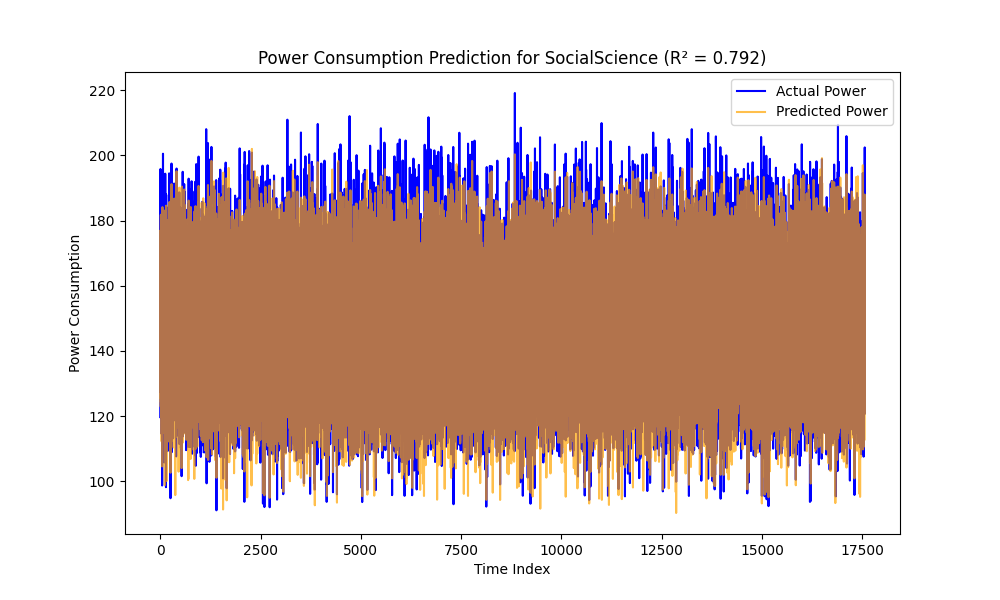 Power Consumption Prediction for SocialScience (R² = 0.792)
Actual Power
Predicted Power
Power Consumption
220
200
180
160
140
120
100
0 2500 5000 7500 10000 12500 15000 17500
Time Index